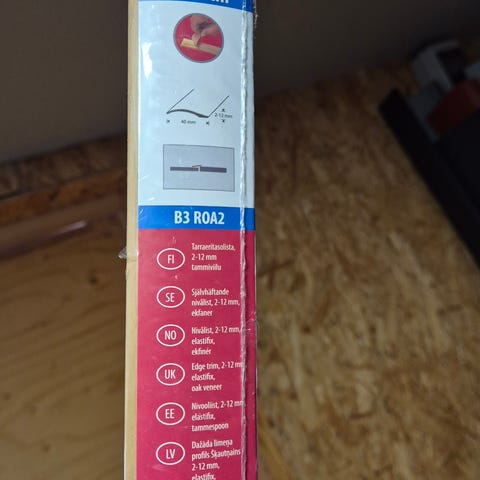 2-12 mm
40 mm
B3 ROA2
FI
Tarraeritasolista,
2-12 mm
tammiviilu
SE
Självhäftande
nivålist, 2-12 mm,
ekfaner
NO
Nivålist, 2-12 mm,
elastifix,
ekfinér
UK
Edge trim, 2-12 mm
elastifix,
oak veneer
EE
Nivooliist, 2-12 mm
elastifix,
tammespoon
LV
Dažāda līmeņa
profils Šķautņains
2-12 mm,
elastifix,